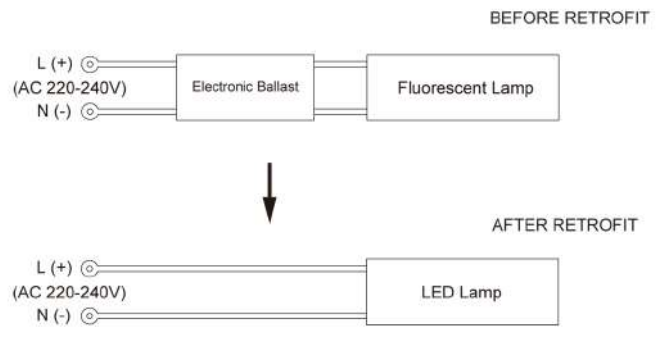 BEFORE RETROFIT
L (+)
(AC 220-240V)
N (-)
Electronic Ballast
Fluorescent Lamp
AFTER RETROFIT
L (+)
(AC 220-240V)
N (-)
LED Lamp